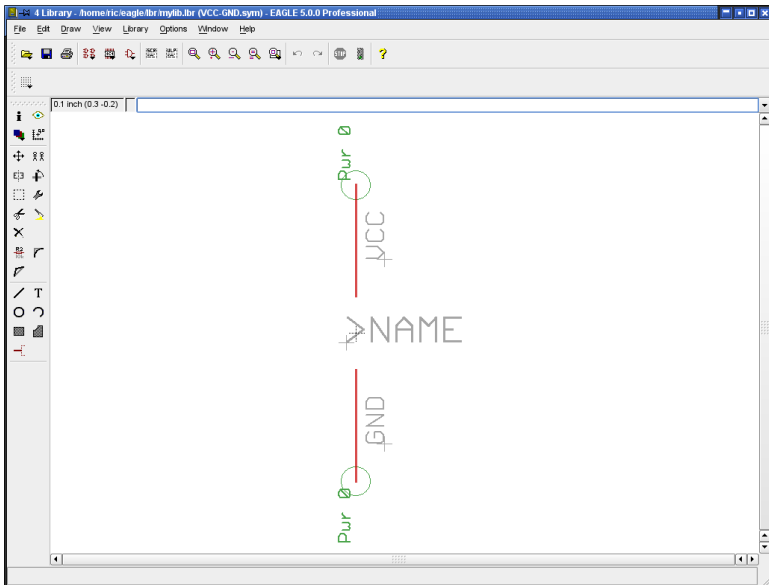 4 Library - /home/ric/eagle/lbr/mylib.lbr (VCC-GND.sym) - EAGLE 5.0.0 Professional
File Edit Draw View Library Options Window Help
0.1 inch (0.3 -0.2)
Pwr 0
VCC
>NAME
GND
Pwr 0